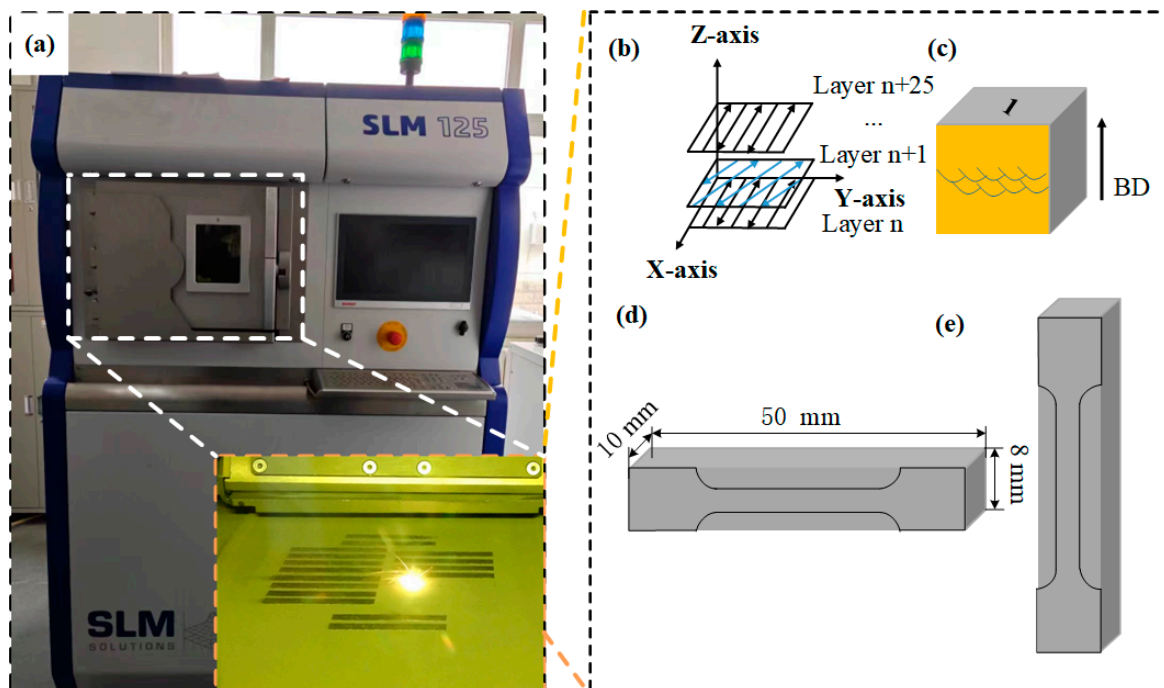 (a)
SLM 125
SLM
SOLUTIONS
(b)
Z-axis
Layer n+25
...
Layer n+1
Y-axis
Layer n
X-axis
(c)
1
BD
(d)
10 mm
50 mm
8 mm
(e)